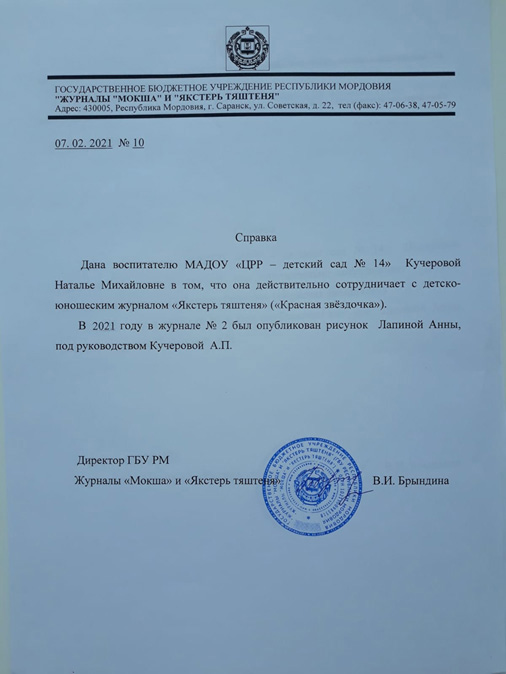 ГОСУДАРСТВЕННОЕ БЮДЖЕТНОЕ УЧРЕЖДЕНИЕ РЕСПУБЛИКИ МОРДОВИЯ
"ЖУРНАЛЫ "МОКША" И "ЯКСТЕРЬ ТЯШТЕНЯ"
Адрес: 430005, Республика Мордовия, г. Саранск, ул. Советская, д. 22, тел (факс): 47-06-38, 47-05-79
07. 02. 2021 № 10
Справка
Дана воспитателю МАДОУ «ЦРР – детский сад № 14» Кучеровой
Наталье Михайловне в том, что она действительно сотрудничает с детско-
юношеским журналом «Якстерь тяштеня» («Красная звёздочка»).
В 2021 году в журнале № 2 был опубликован рисунок Лапиной Анны,
под руководством Кучеровой А.П.
Директор ГБУ РМ
Журналы «Мокша» и «Якстерь тяштеня»
В.И. Брындина